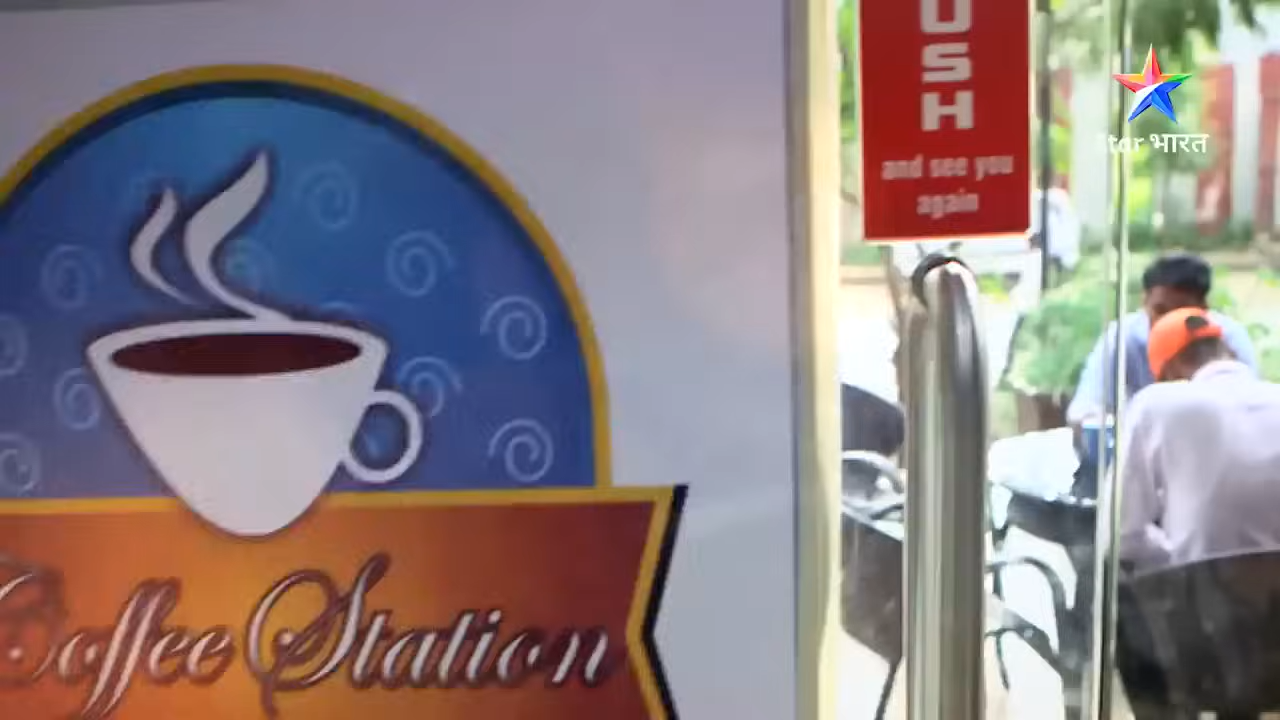 Coffee Station
USH
and see you
again
star भारत